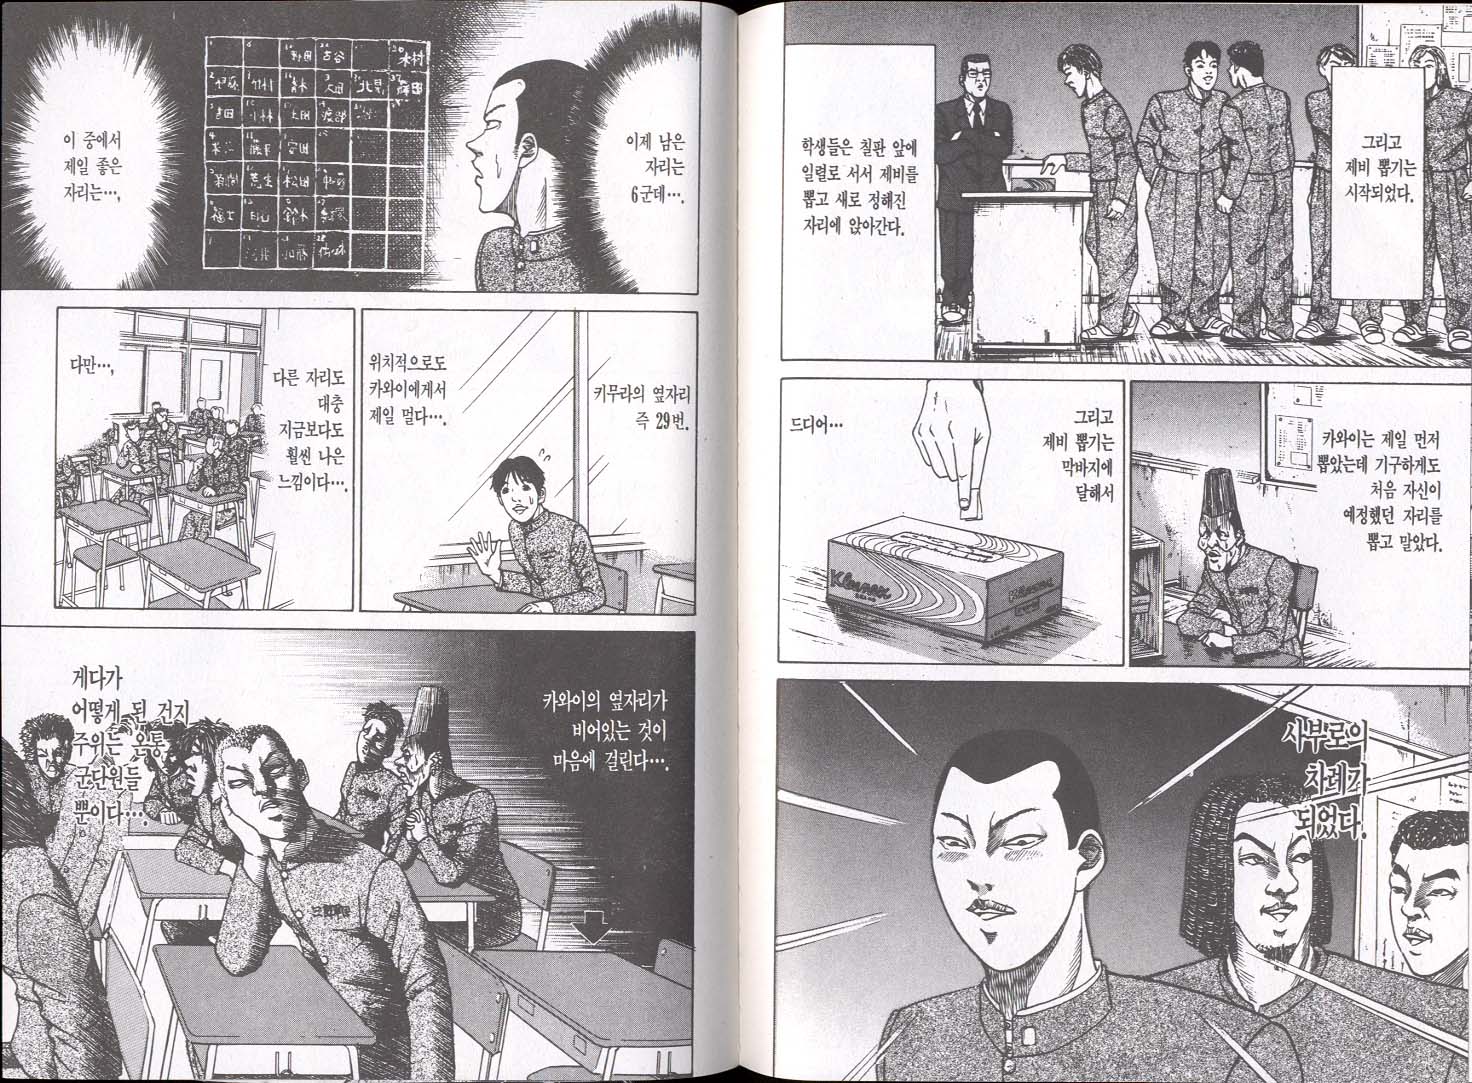 그리고
제비 뽑기는
시작되었다.
학생들은 칠판 앞에
일렬로 서서 제비를
뽑고 새로 정해진
자리에 앉아간다.
카와이는 제일 먼저
뽑았는데 기구하게도
처음 자신이
예정했던 자리를
뽑고 말았다.
그리고
제비 뽑기는
막바지에
달해서
드디어…
Kleenex
사부로의
차례가
되었다.
이제 남은
자리는
6군데….
이 중에서
제일 좋은
자리는…,
키무라의 옆자리
즉 29번.
위치적으로도
카와이에게서
제일 멀다….
다른 자리도
대충
지금보다도
훨씬 나은
느낌이다….
다만…,
카와이의 옆자리가
비어있는 것이
마음에 걸린다….
게다가
어떻게 된 건지
주위는 온통
군단원들
뿐이다….